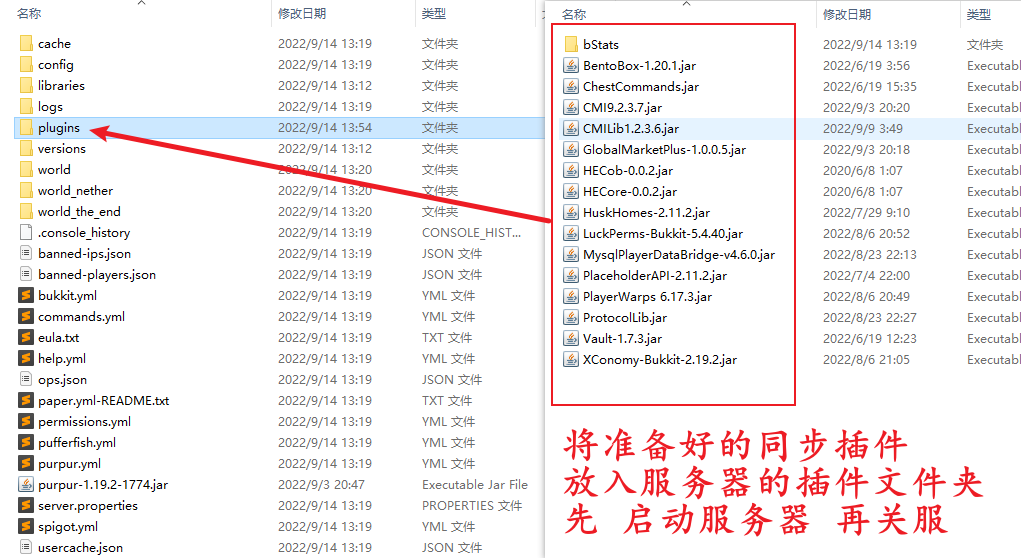 名称 修改日期 类型
cache 2022/9/14 13:19 文件夹
config 2022/9/14 13:19 文件夹
libraries 2022/9/14 13:12 文件夹
logs 2022/9/14 13:19 文件夹
plugins 2022/9/14 13:54 文件夹
versions 2022/9/14 13:12 文件夹
world 2022/9/14 13:20 文件夹
world_nether 2022/9/14 13:20 文件夹
world_the_end 2022/9/14 13:20 文件夹
.console_history 2022/9/14 13:19 CONSOLE_HIST...
banned-ips.json 2022/9/14 13:19 JSON 文件
banned-players.json 2022/9/14 13:19 JSON 文件
bukkit.yml 2022/9/14 13:19 YML 文件
commands.yml 2022/9/14 13:19 YML 文件
eula.txt 2022/9/14 13:19 TXT 文件
help.yml 2022/9/14 13:19 YML 文件
ops.json 2022/9/14 13:19 JSON 文件
paper.yml-README.txt 2022/9/14 13:19 TXT 文件
permissions.yml 2022/9/14 13:19 YML 文件
pufferfish.yml 2022/9/14 13:19 YML 文件
purpur.yml 2022/9/14 13:19 YML 文件
purpur-1.19.2-1774.jar 2022/9/3 20:47 Executable Jar File
server.properties 2022/9/14 13:19 PROPERTIES 文件
spigot.yml 2022/9/14 13:19 YML 文件
usercache.json 2022/9/14 13:19 JSON 文件
名称 修改日期 类型
bStats 2022/9/14 13:19 文件夹
BentoBox-1.20.1.jar 2022/6/19 3:56 Executabl
ChestCommands.jar 2022/6/19 15:35 Executabl
CMI9.2.3.7.jar 2022/9/3 20:20 Executabl
CMILib1.2.3.6.jar 2022/9/9 3:49 Executabl
GlobalMarketPlus-1.0.0.5.jar 2022/9/3 20:18 Executabl
HECob-0.0.2.jar 2020/6/8 1:07 Executabl
HECore-0.0.2.jar 2020/6/8 1:07 Executabl
HuskHomes-2.11.2.jar 2022/7/29 9:10 Executabl
LuckPerms-Bukkit-5.4.40.jar 2022/8/6 20:52 Executabl
MysqlPlayerDataBridge-v4.6.0.jar 2022/8/23 22:13 Executabl
PlaceholderAPI-2.11.2.jar 2022/7/4 22:00 Executabl
PlayerWarps 6.17.3.jar 2022/8/6 20:49 Executabl
ProtocolLib.jar 2022/8/23 22:27 Executabl
Vault-1.7.3.jar 2022/6/19 12:23 Executabl
XConomy-Bukkit-2.19.2.jar 2022/8/6 21:05 Executabl
将准备好的同步插件
放入服务器的插件文件夹
先 启动服务器 再关服